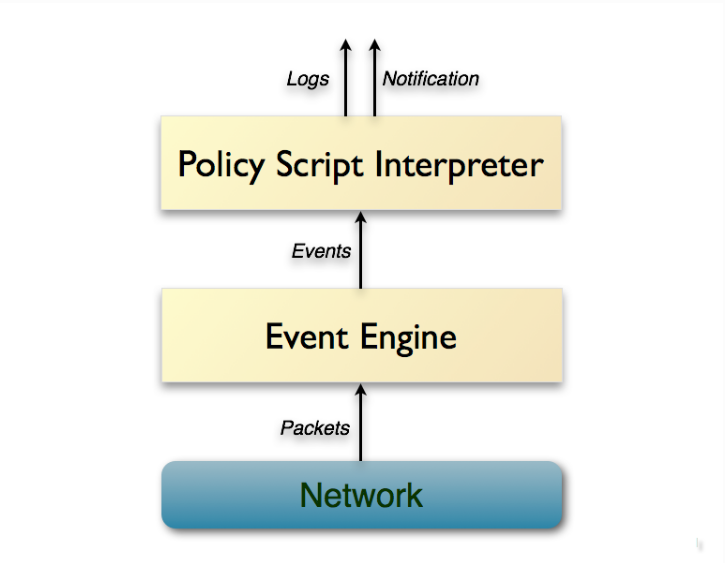 Logs
Notification
Policy Script Interpreter
Events
Event Engine
Packets
Network